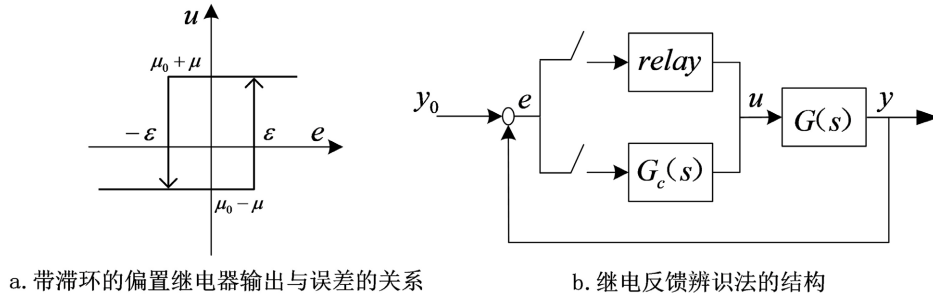 u
μ₀+μ
−ε
ε
e
μ₀−μ
a. 带滞环的偏置继电器输出与误差的关系
y₀
e
relay
G_c(s)
u
G(s)
y
b. 继电反馈辨识法的结构